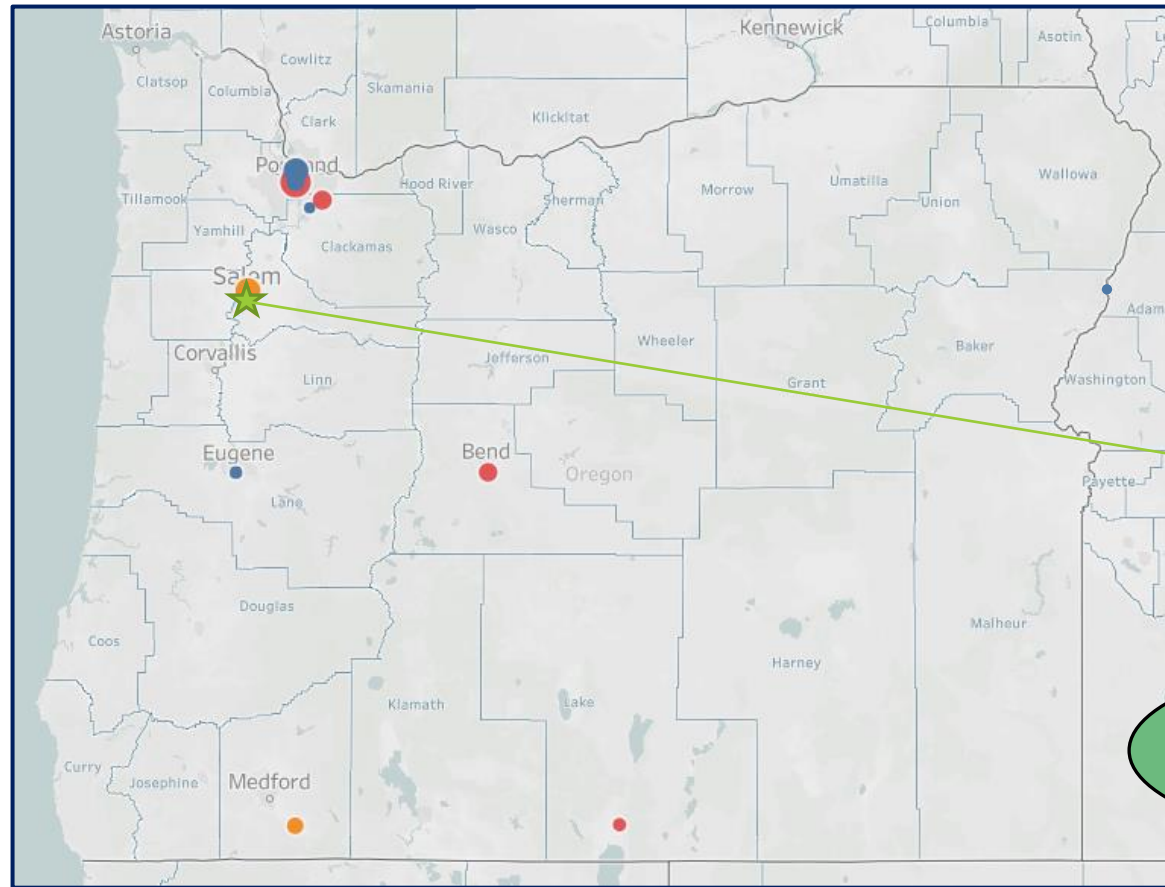 Astoria
Kennewick
Columbia
Asotin
Cowlitz
Clatsop
Columbia
Skamania
Klickitat
Clark
Hood River
Morrow
Umatilla
Wallowa
Union
Sherman
Tillamook
Wasco
Yamhill
Clackamas
Salem
Wheeler
Baker
Corvallis
Jefferson
Linn
Grant
Washington
Eugene
Bend
Oregon
Payette
Lane
Douglas
Malheur
Coos
Harney
Klamath
Lake
Curry
Josephine
Medford